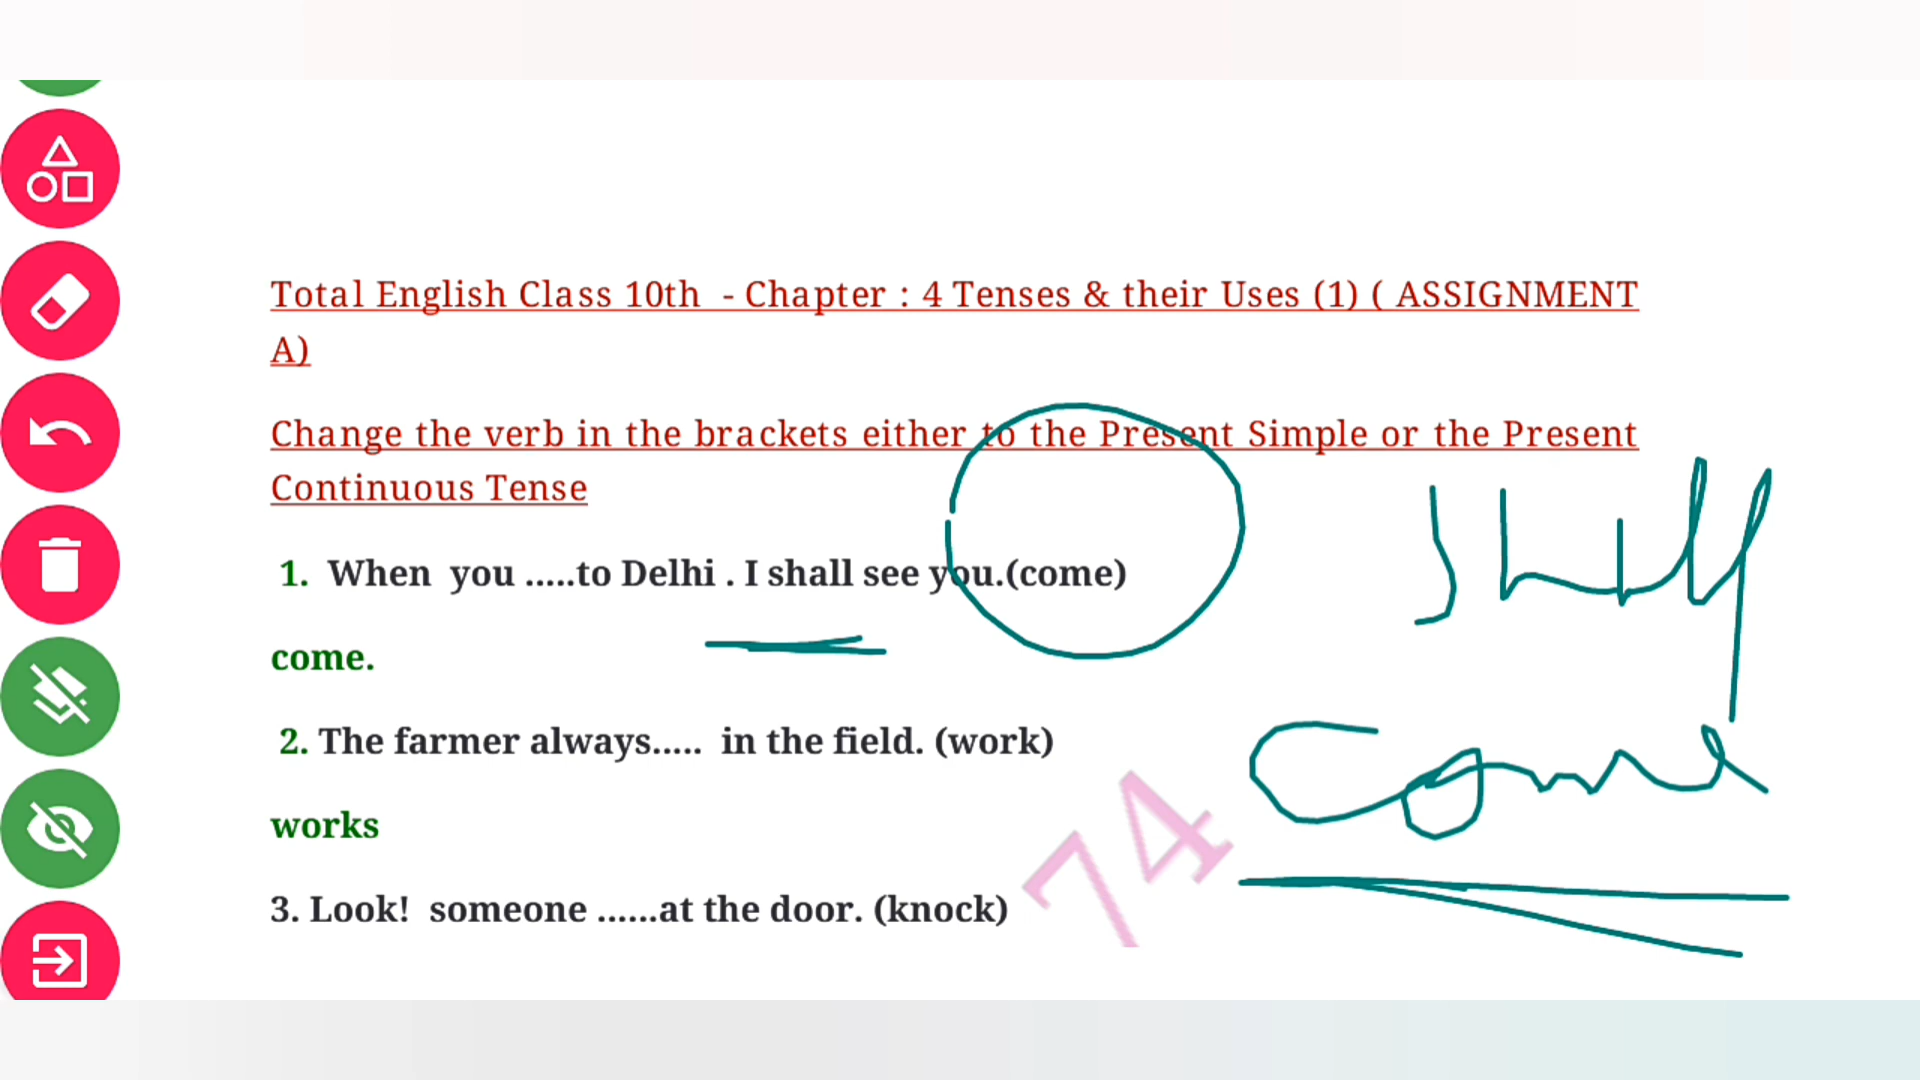 Total English Class 10th - Chapter : 4 Tenses & their Uses (1) ( ASSIGNMENT
A)
Change the verb in the brackets either to the Present Simple or the Present
Continuous Tense
1. When you .....to Delhi . I shall see you.(come)
come.
2. The farmer always..... in the field. (work)
works
3. Look! someone ......at the door. (knock)
Come
74